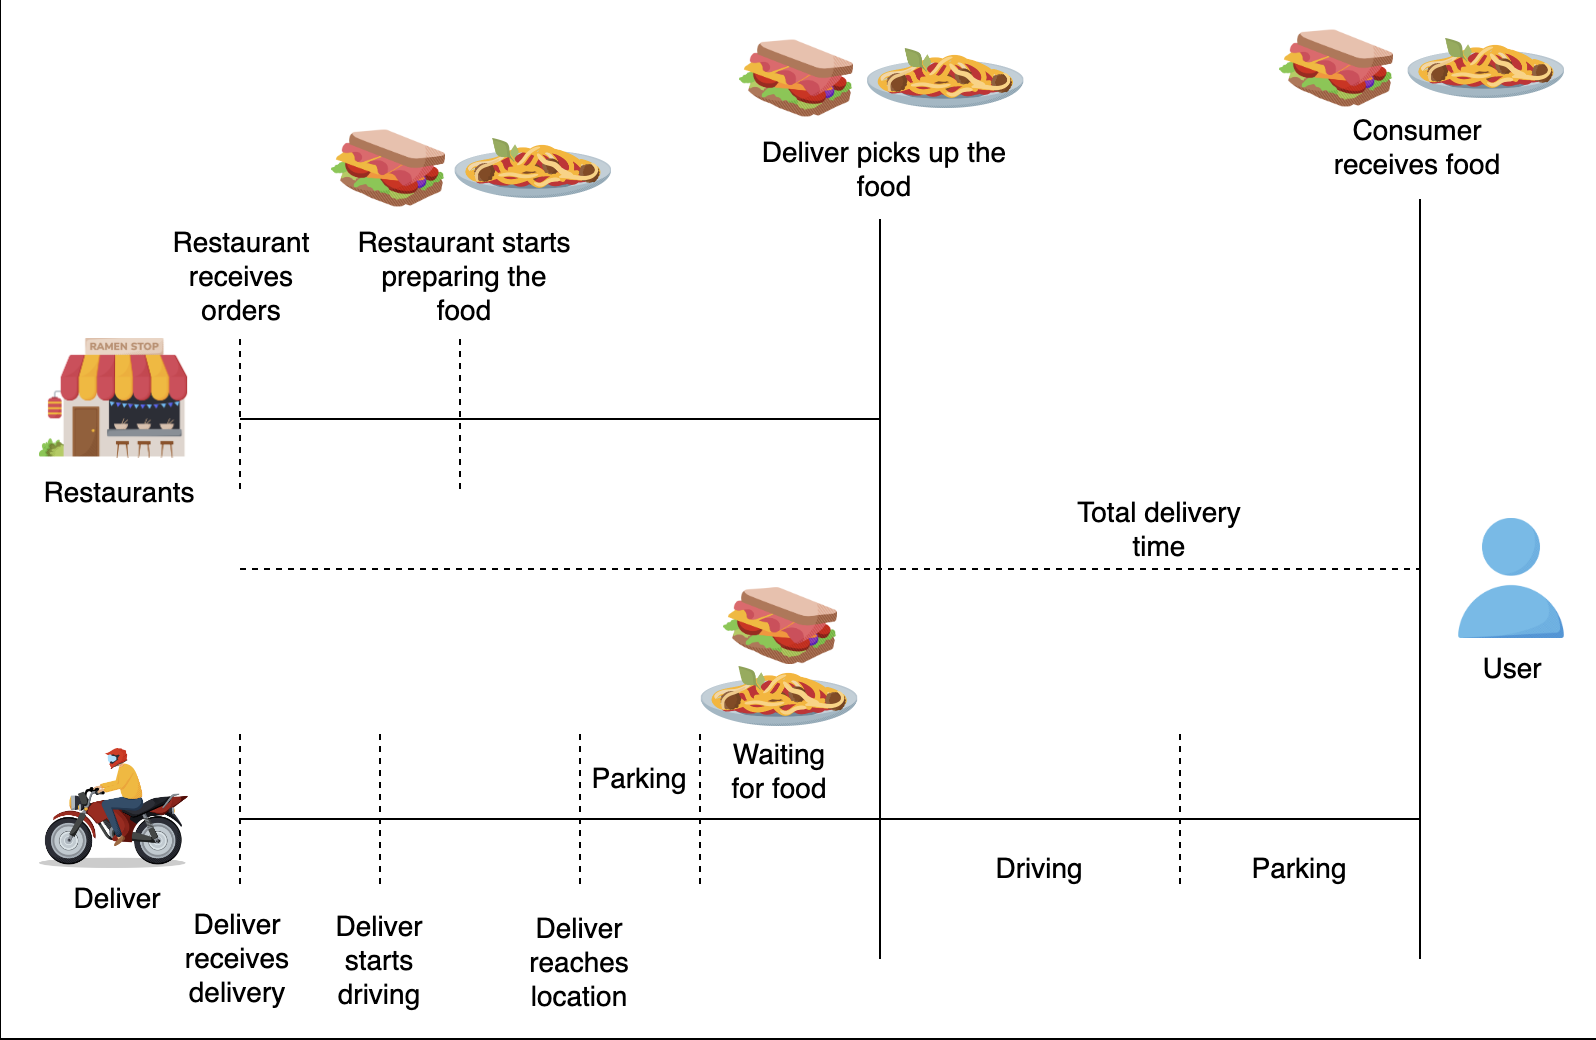 Deliver picks up the
food
Consumer
receives food
Restaurant
receives
orders
Restaurant starts
preparing the
food
RAMEN STOP
Restaurants
Total delivery
time
User
Parking
Waiting
for food
Driving
Parking
Deliver
Deliver
receives
delivery
Deliver
starts
driving
Deliver
reaches
location